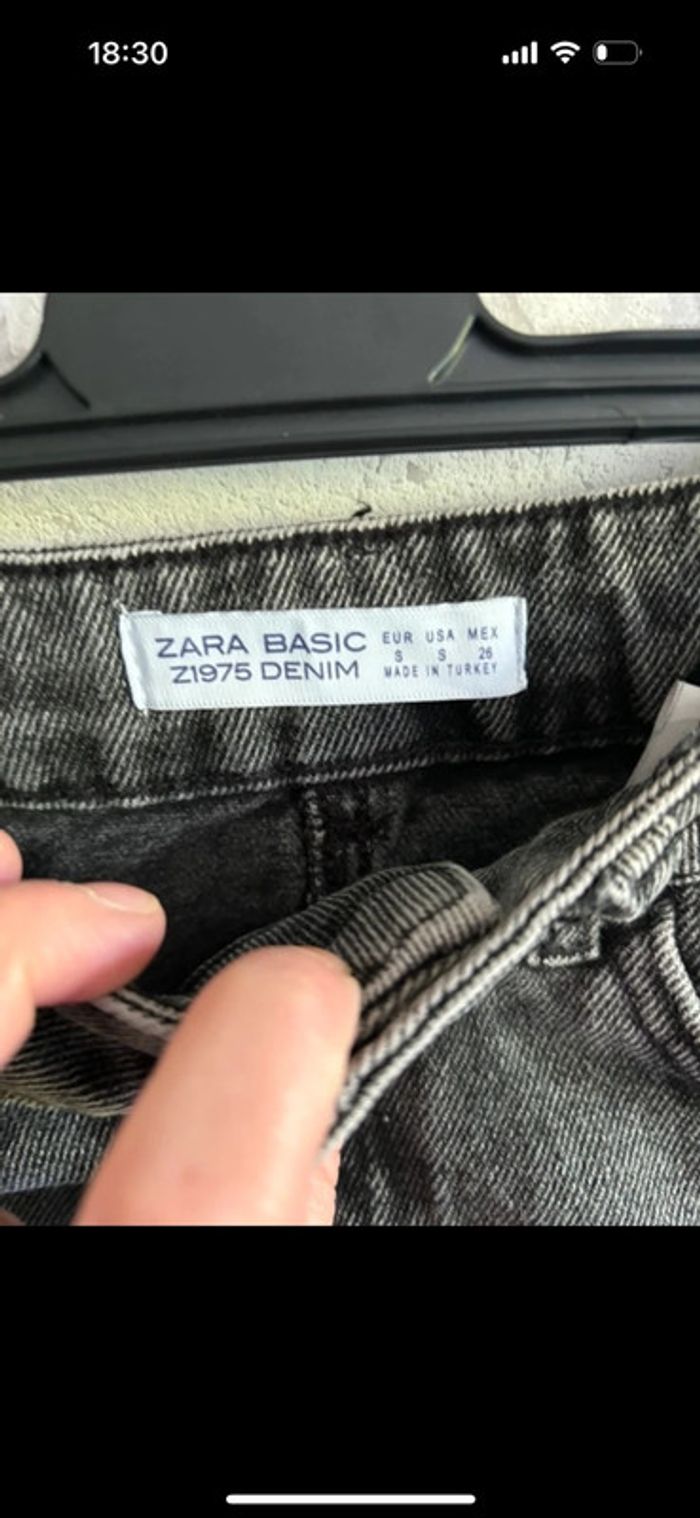 18:30
ZARA BASIC
Z1975 DENIM
EUR USA MEX
S S 26
MADE IN TURKEY